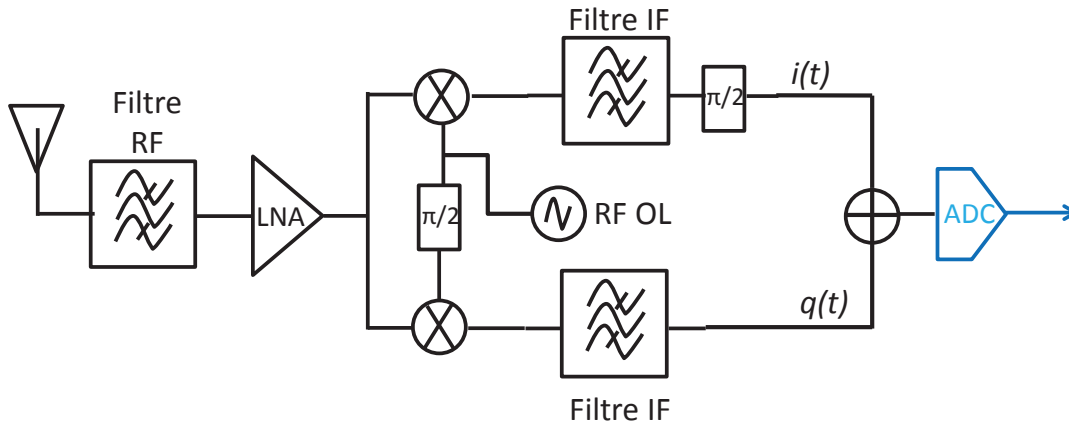 Filtre IF
π/2
i(t)
Filtre
RF
LNA
π/2
RF OL
ADC
q(t)
Filtre IF